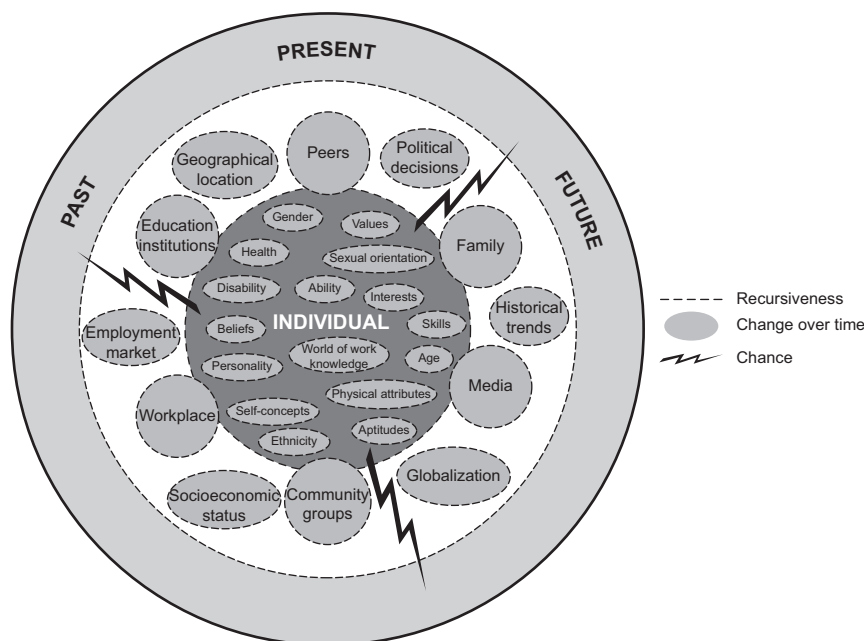 PRESENT
PAST
FUTURE
Peers
Political
decisions
Geographical
location
Education
institutions
Family
Historical
trends
Employment
market
Media
Workplace
Globalization
Socioeconomic
status
Community
groups
Gender
Values
Health
Sexual orientation
Disability
Ability
Interests
INDIVIDUAL
Beliefs
Skills
World of work
knowledge
Age
Personality
Physical attributes
Self-concepts
Aptitudes
Ethnicity
Recursiveness
Change over time
Chance